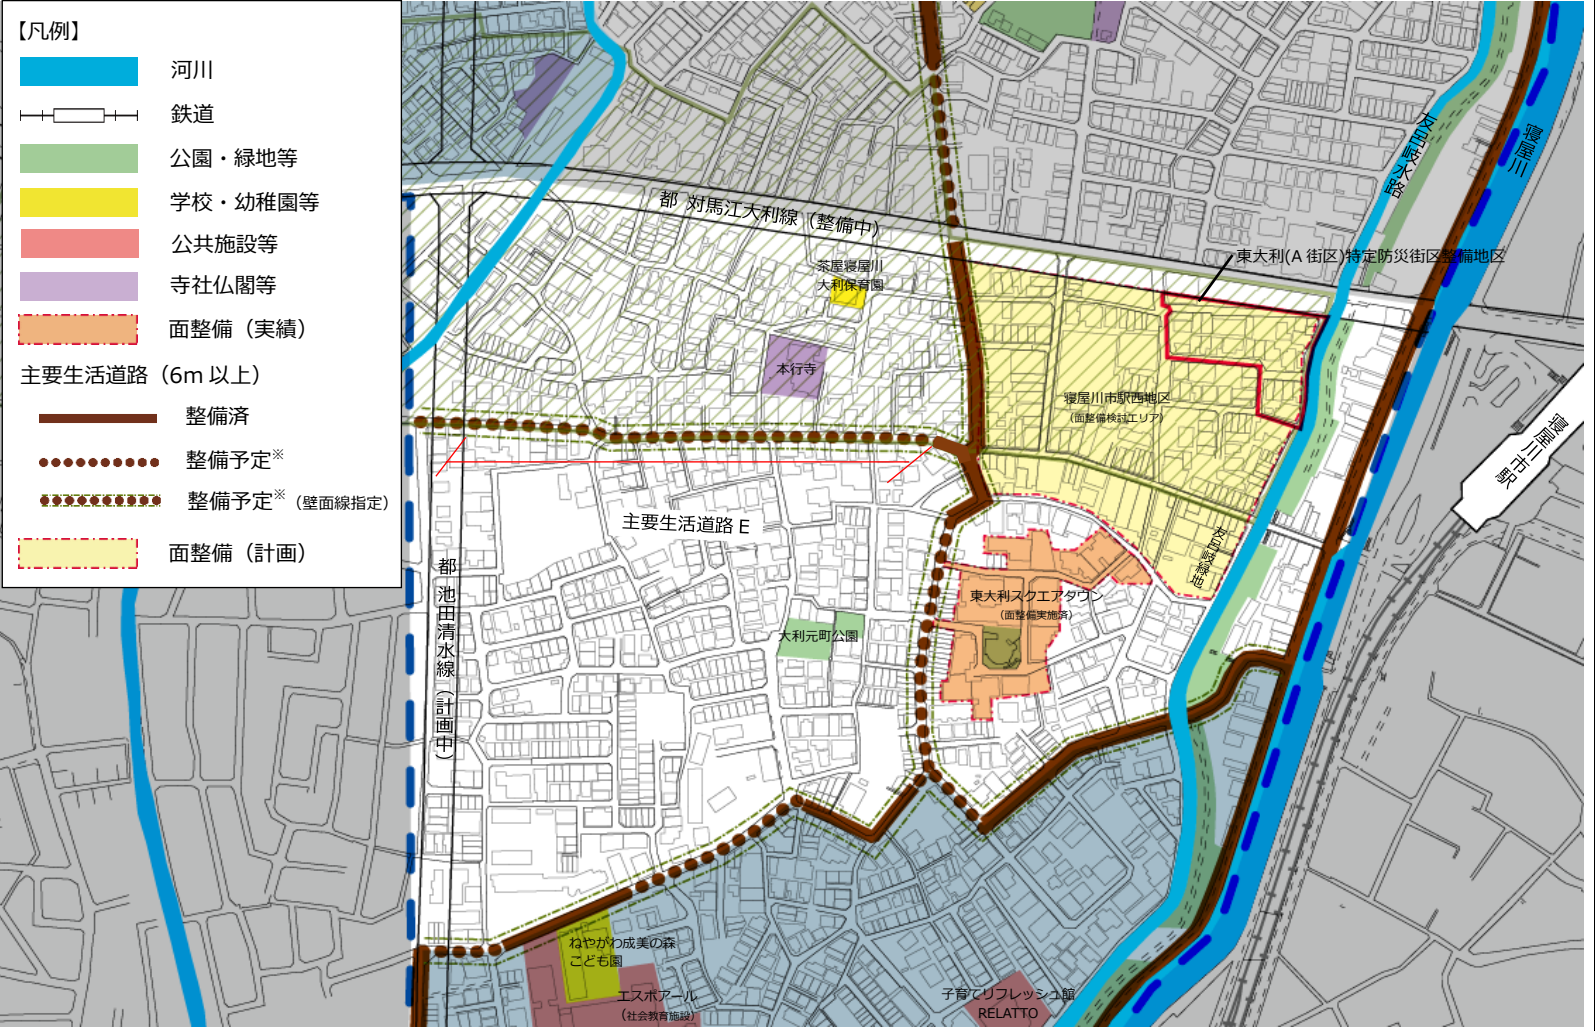 【凡例】
河川
鉄道
公園・緑地等
学校・幼稚園等
公共施設等
寺社仏閣等
面整備（実績）
主要生活道路（6m 以上）
整備済
整備予定※
整備予定※（壁面線指定）
面整備（計画）
都 対馬江大利線（整備中）
友呂岐水路
寝屋川
東大利(A 街区)特定防災街区整備地区
茶屋寝屋川
大利保育園
本行寺
寝屋川市駅西地区
（面整備検討エリア）
寝屋川市駅
主要生活道路 E
都 池田清水線（計画中）
友呂岐緑地
東大利スクエアタウン
（面整備実施済）
大利元町公園
ねやがわ成美の森
こども園
エスポアール
（社会教育施設）
子育てリフレッシュ館
RELATTO